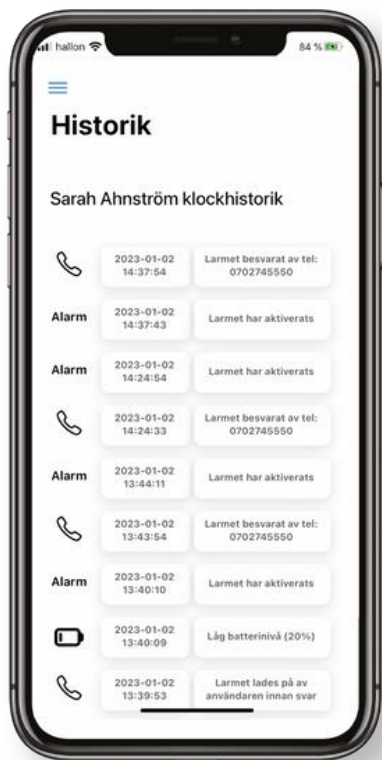 hallon 84 %
Historik
Sarah Ahnström klockhistorik
2023-01-02 Larmet besvarat av tel:
14:37:54 0702745550
Alarm 2023-01-02 Larmet har aktiverats
14:37:43
Alarm 2023-01-02 Larmet har aktiverats
14:24:54
2023-01-02 Larmet besvarat av tel:
14:24:33 0702745550
Alarm 2023-01-02 Larmet har aktiverats
13:44:11
2023-01-02 Larmet besvarat av tel:
13:43:54 0702745550
Alarm 2023-01-02 Larmet har aktiverats
13:40:10
2023-01-02 Låg batterinivå (20%)
13:40:09
2023-01-02 Larmet lades på av
13:39:53 användaren innan svar